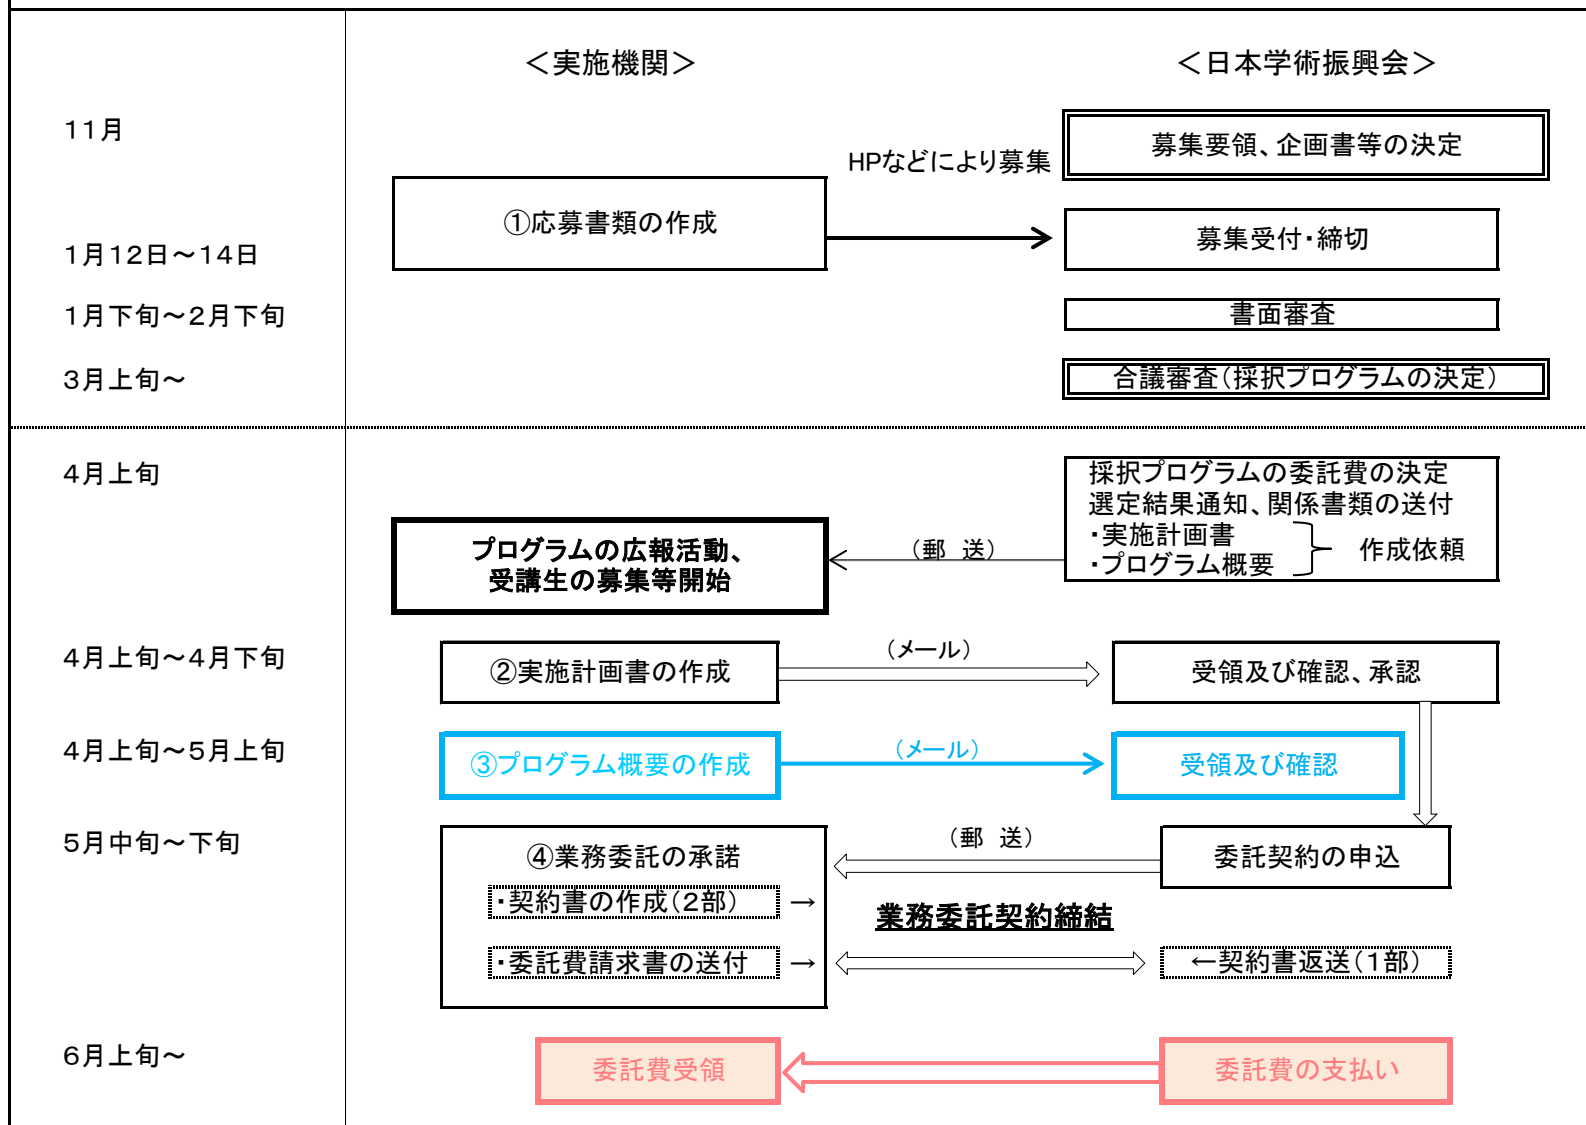 ＜実施機関＞
＜日本学術振興会＞
１１月
募集要領、企画書等の決定
HPなどにより募集
①応募書類の作成
募集受付・締切
１月１２日～１４日
１月下旬～２月下旬
書面審査
３月上旬～
合議審査（採択プログラムの決定）
４月上旬
採択プログラムの委託費の決定
選定結果通知、関係書類の送付
・実施計画書
・プログラム概要
作成依頼
（郵　送）
プログラムの広報活動、
受講生の募集等開始
４月上旬～４月下旬
②実施計画書の作成
（メール）
受領及び確認、承認
４月上旬～５月上旬
③プログラム概要の作成
（メール）
受領及び確認
５月中旬～下旬
④業務委託の承諾
（郵　送）
委託契約の申込
・契約書の作成（２部）
→
業務委託契約締結
・委託費請求書の送付
→
←契約書返送（１部）
６月上旬～
委託費受領
委託費の支払い